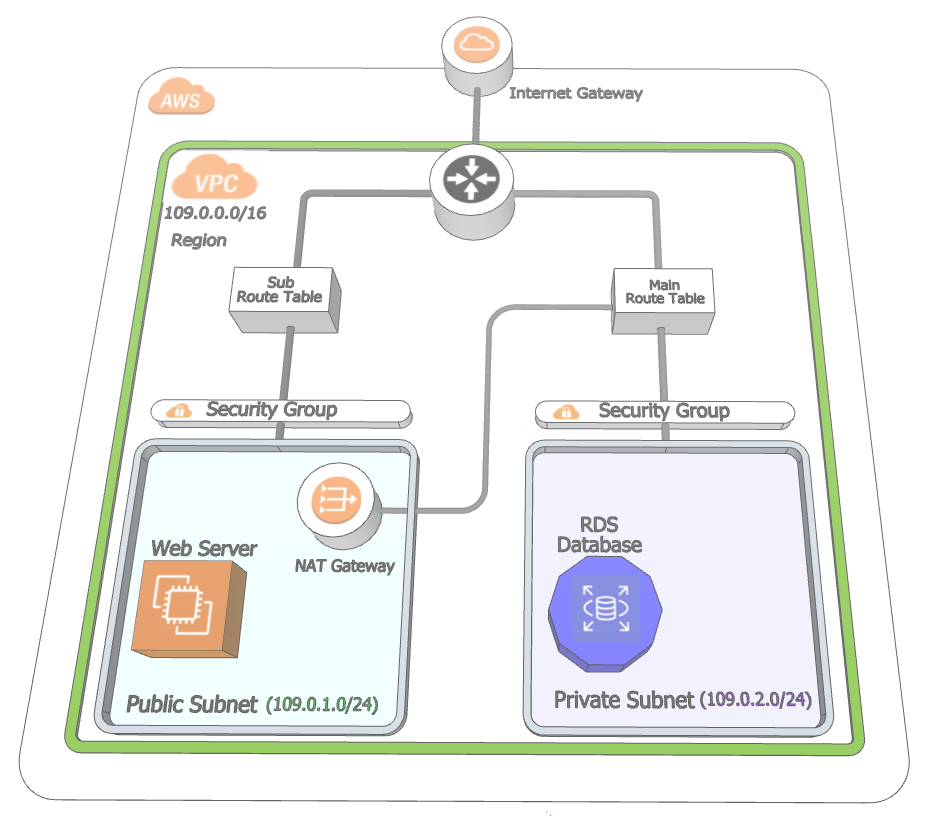 Internet Gateway
AWS
VPC
109.0.0.0/16
Region
Sub
Route Table
Main
Route Table
Security Group
Security Group
Web Server
NAT Gateway
Public Subnet (109.0.1.0/24)
RDS
Database
Private Subnet (109.0.2.0/24)